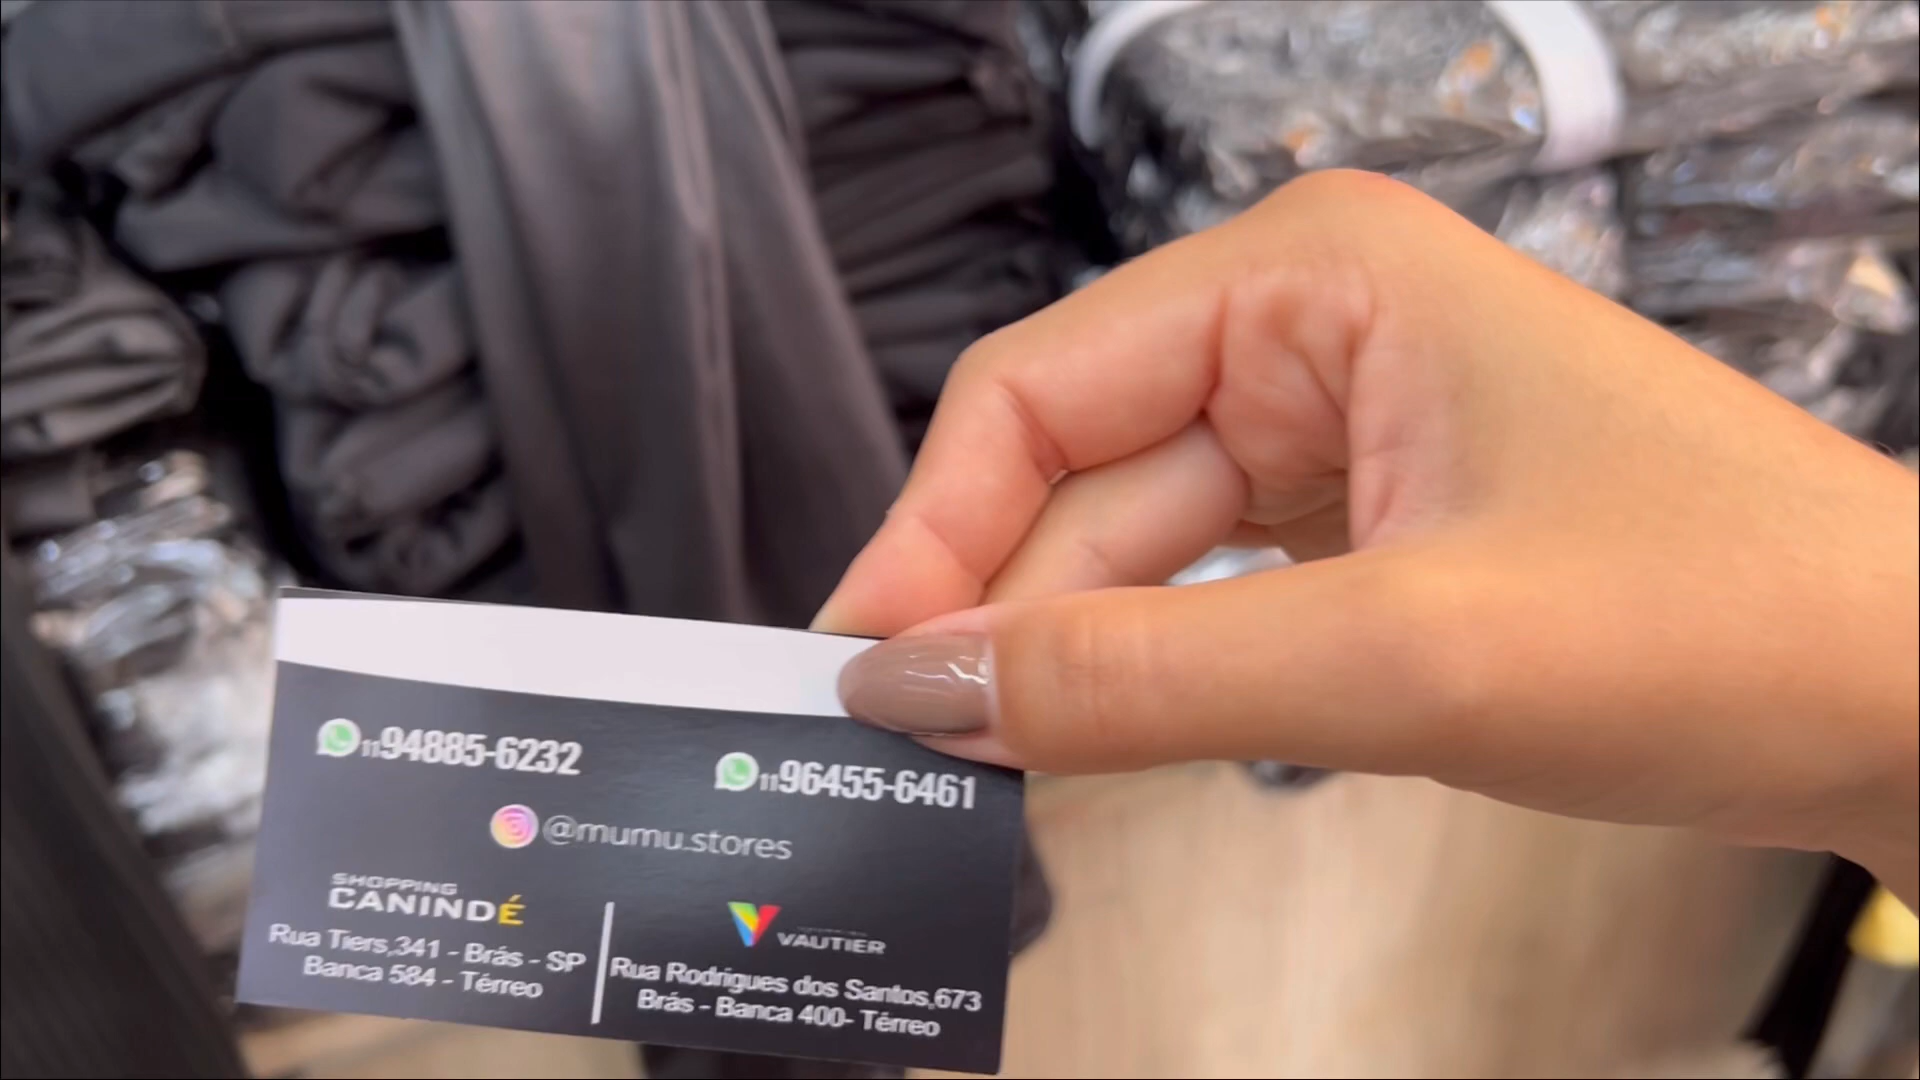 11 94885-6232
11 96455-6461
@mumu.stores
SHOPPING
CANINDÉ
Rua Tiers,341 - Brás - SP
Banca 584 - Térreo
VAUTIER
Rua Rodrigues dos Santos,673
Brás - Banca 400- Térreo